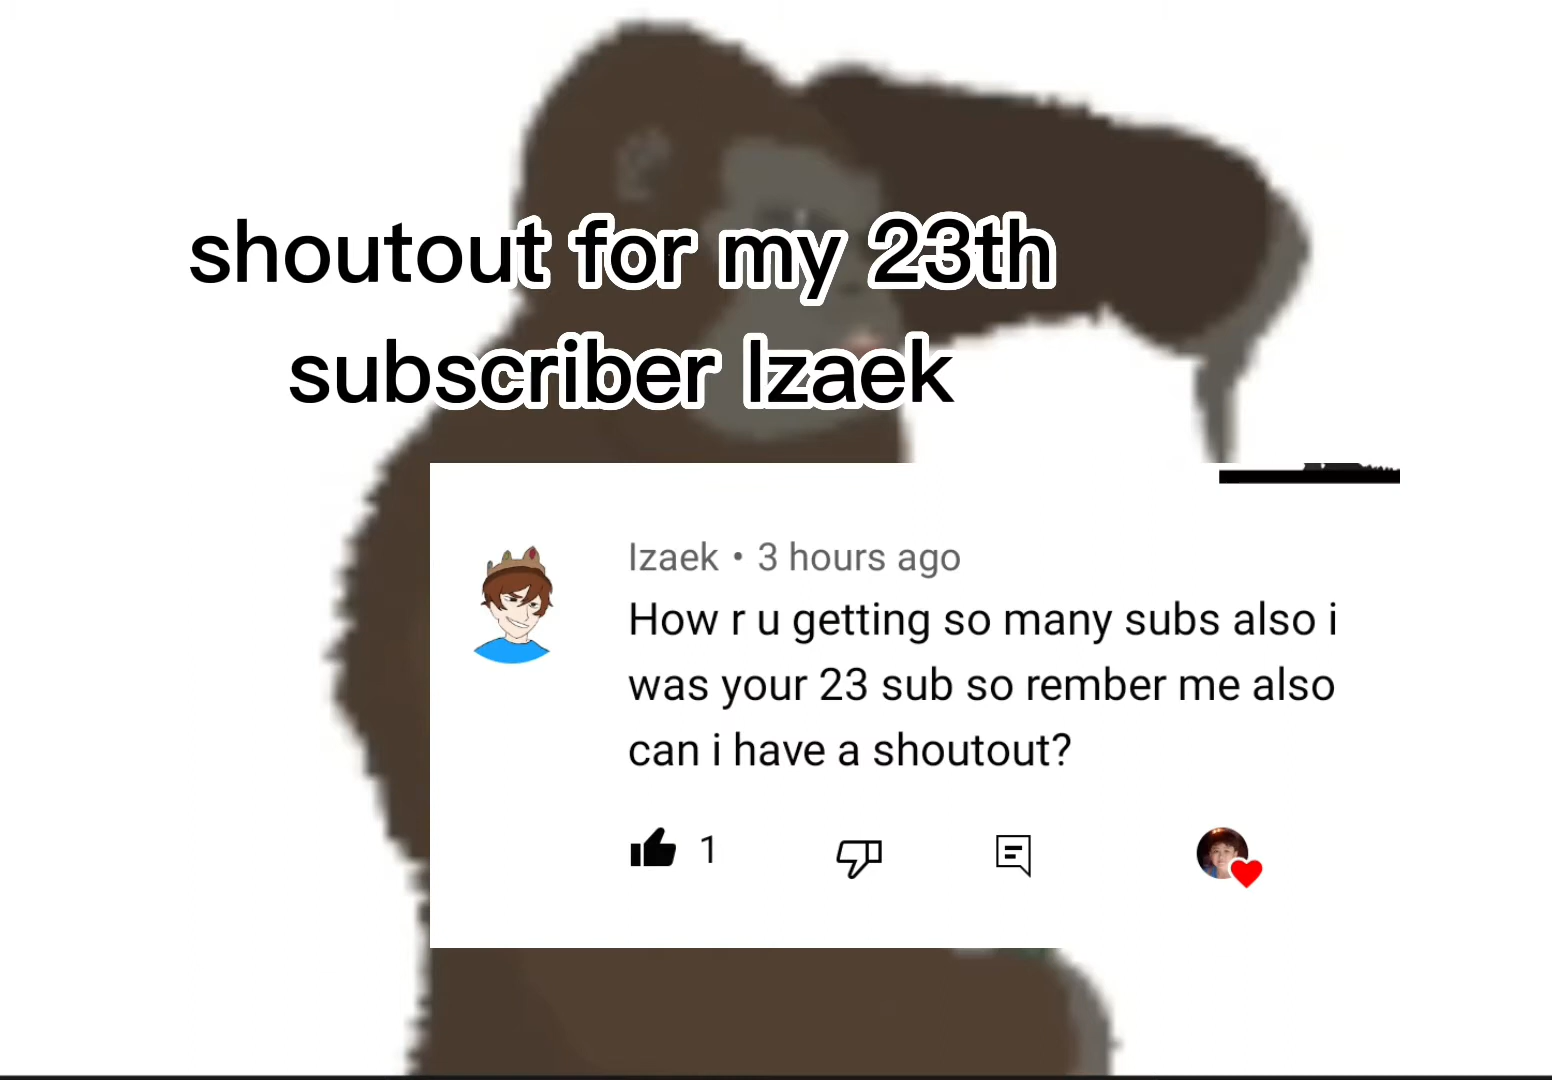 shoutout for my 23th
subscriber Izaek
Izaek • 3 hours ago
How r u getting so many subs also i
was your 23 sub so rember me also
can i have a shoutout?
1